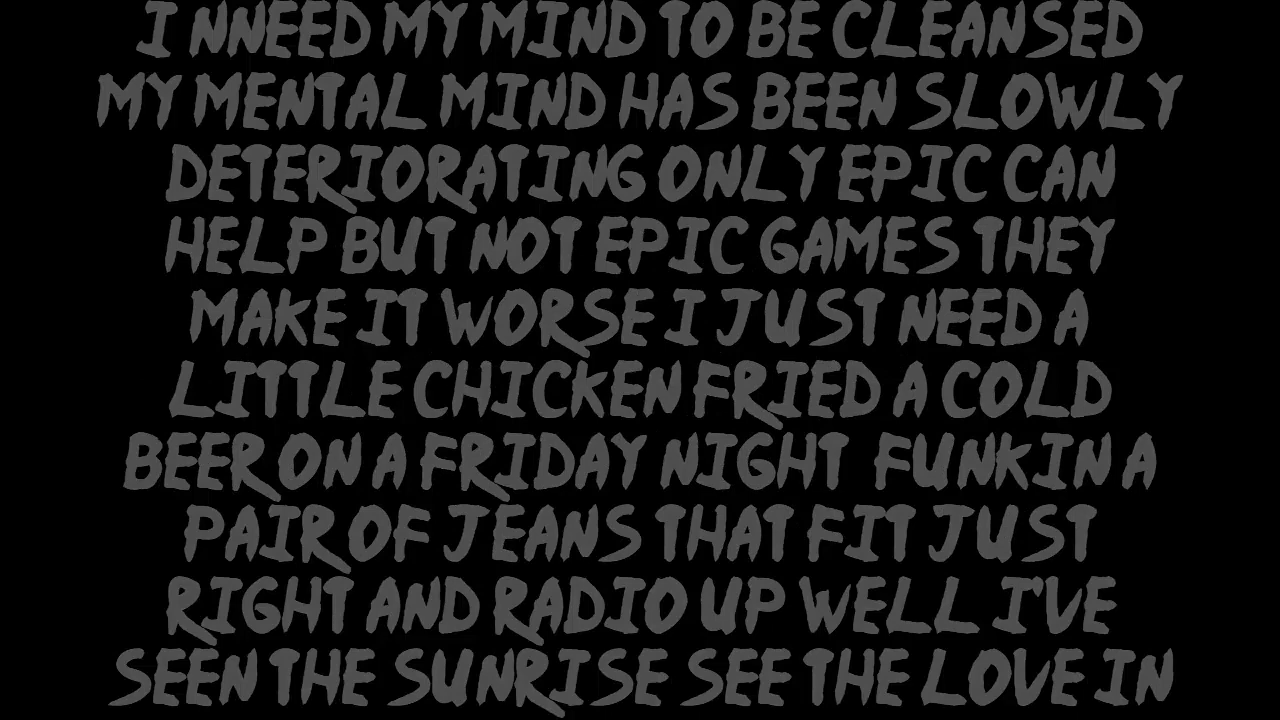 I NNEED MY MIND TO BE CLEANSED
MY MENTAL MIND HAS BEEN SLOWLY
DETERIORATING ONLY EPIC CAN
HELP BUT NOT EPIC GAMES THEY
MAKE IT WORSE I JUST NEED A
LITTLE CHICKEN FRIED A COLD
BEER ON A FRIDAY NIGHT FUNKIN A
PAIR OF JEANS THAT FIT JUST
RIGHT AND RADIO UP WELL I'VE
SEEN THE SUNRISE SEE THE LOVE IN